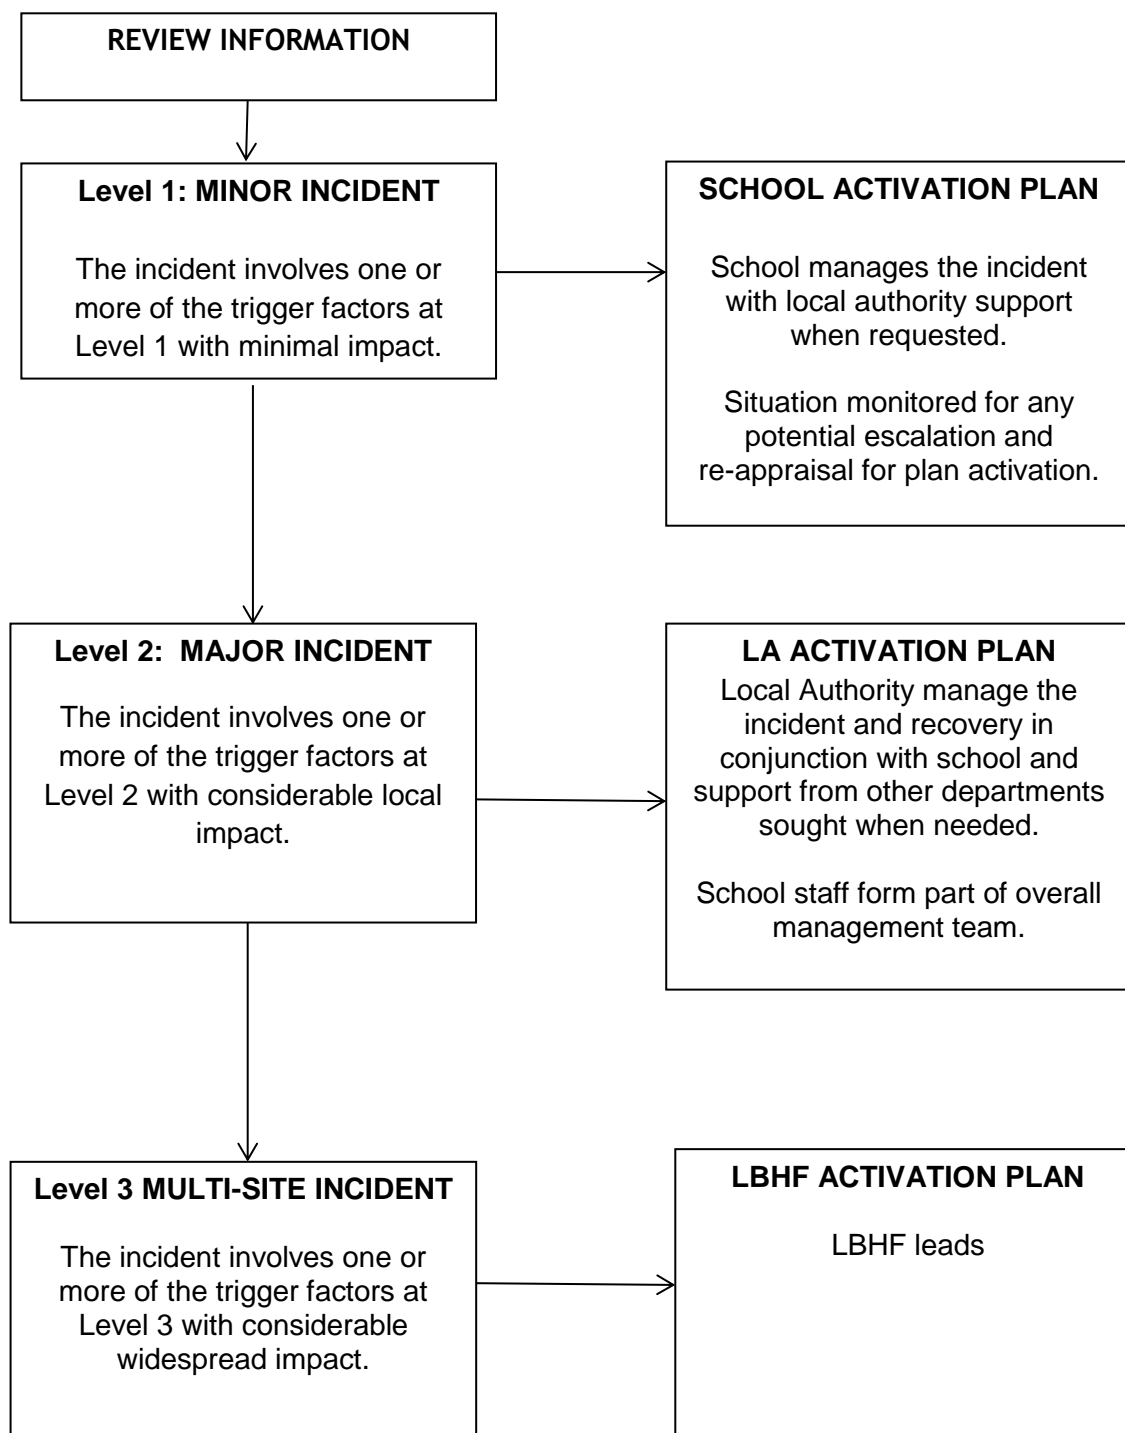 REVIEW INFORMATION
Level 1: MINOR INCIDENT
The incident involves one or
more of the trigger factors at
Level 1 with minimal impact.
SCHOOL ACTIVATION PLAN
School manages the incident
with local authority support
when requested.
Situation monitored for any
potential escalation and
re-appraisal for plan activation.
Level 2:  MAJOR INCIDENT
The incident involves one or
more of the trigger factors at
Level 2 with considerable local
impact.
LA ACTIVATION PLAN
Local Authority manage the
incident and recovery in
conjunction with school and
support from other departments
sought when needed.
School staff form part of overall
management team.
Level 3 MULTI-SITE INCIDENT
The incident involves one or
more of the trigger factors at
Level 3 with considerable
widespread impact.
LBHF ACTIVATION PLAN
LBHF leads